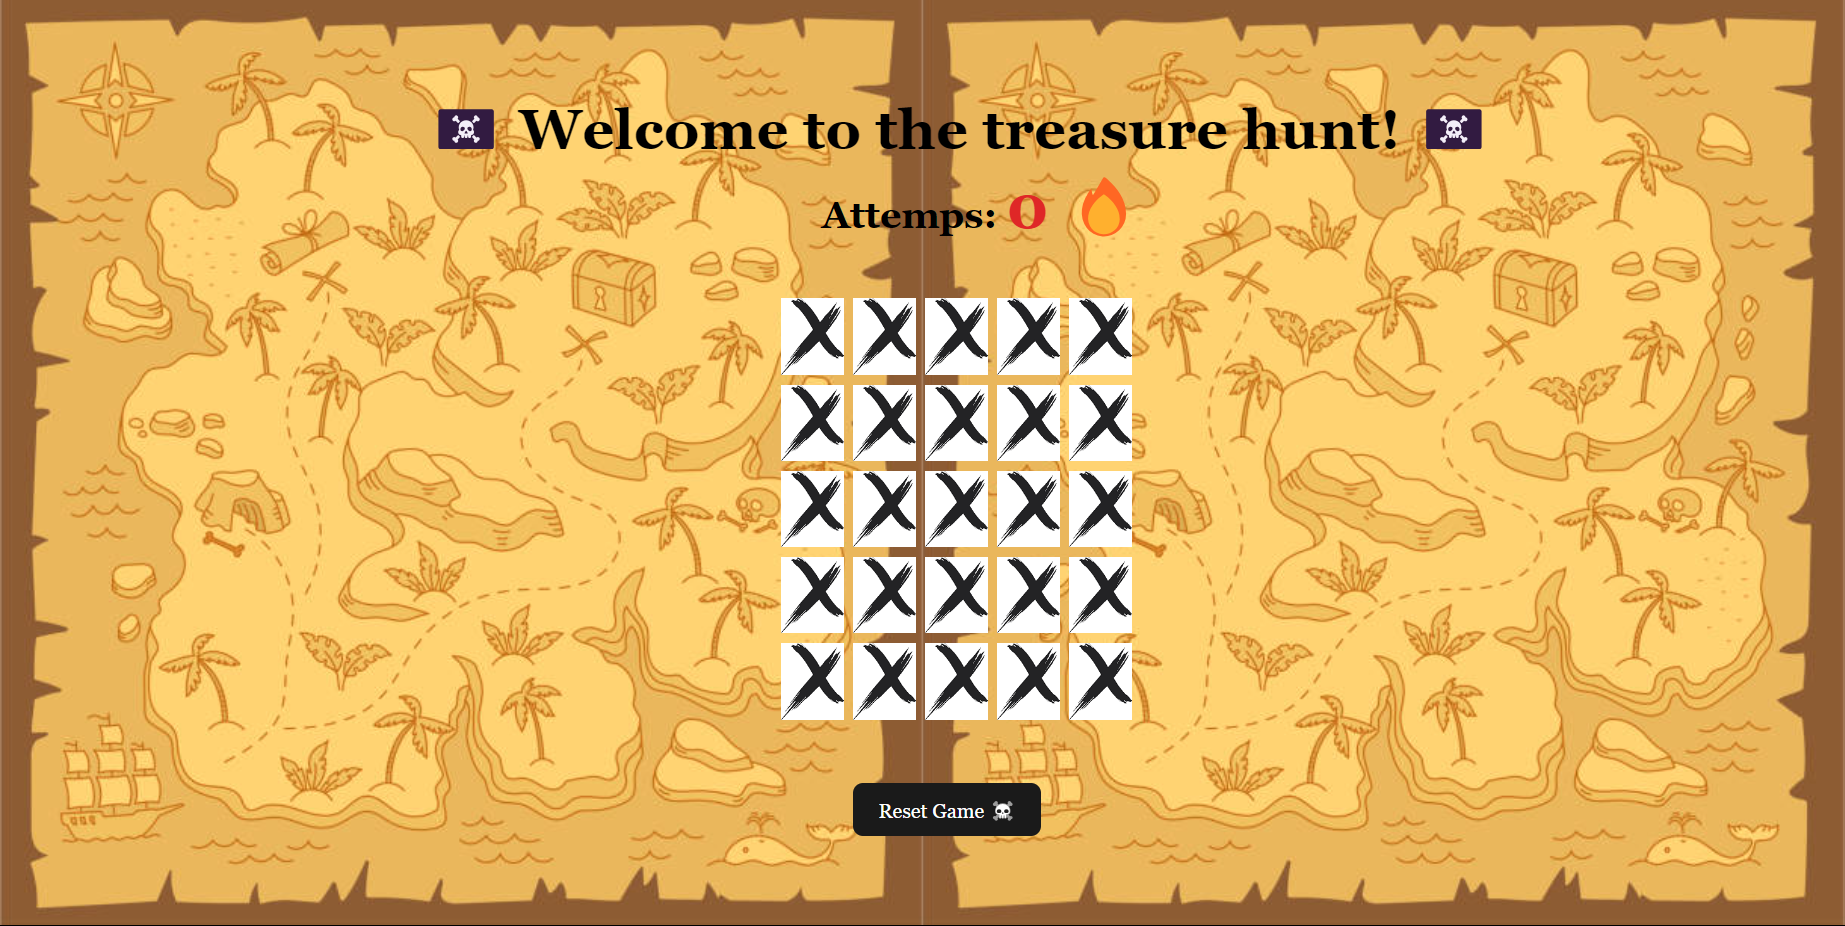 🏴‍☠️ Welcome to the treasure hunt! 🏴‍☠️
Attemps: 0 🔥
Reset Game ☠️